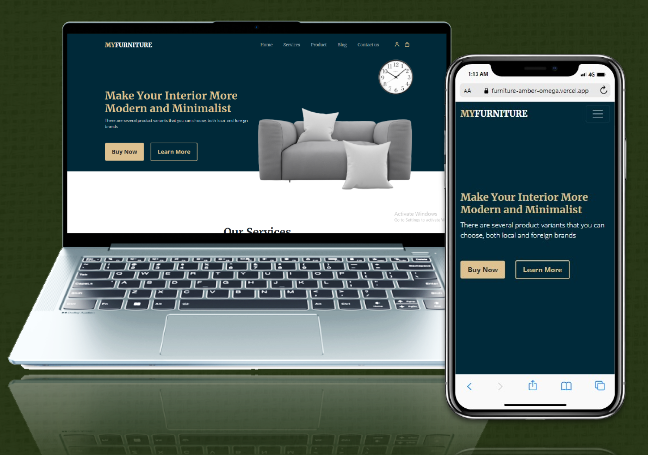 MYFURNITURE
Home Services Product Blog Contact us
Make Your Interior More
Modern and Minimalist
There are several product variants that you can choose, both local and foreign
brands
Buy Now Learn More
Activate Windows
Our Services
1:13 AM 4G
AA furniture-amber-omega.vercel.app
MYFURNITURE
Make Your Interior More
Modern and Minimalist
There are several product variants that you can
choose, both local and foreign brands
Buy Now Learn More